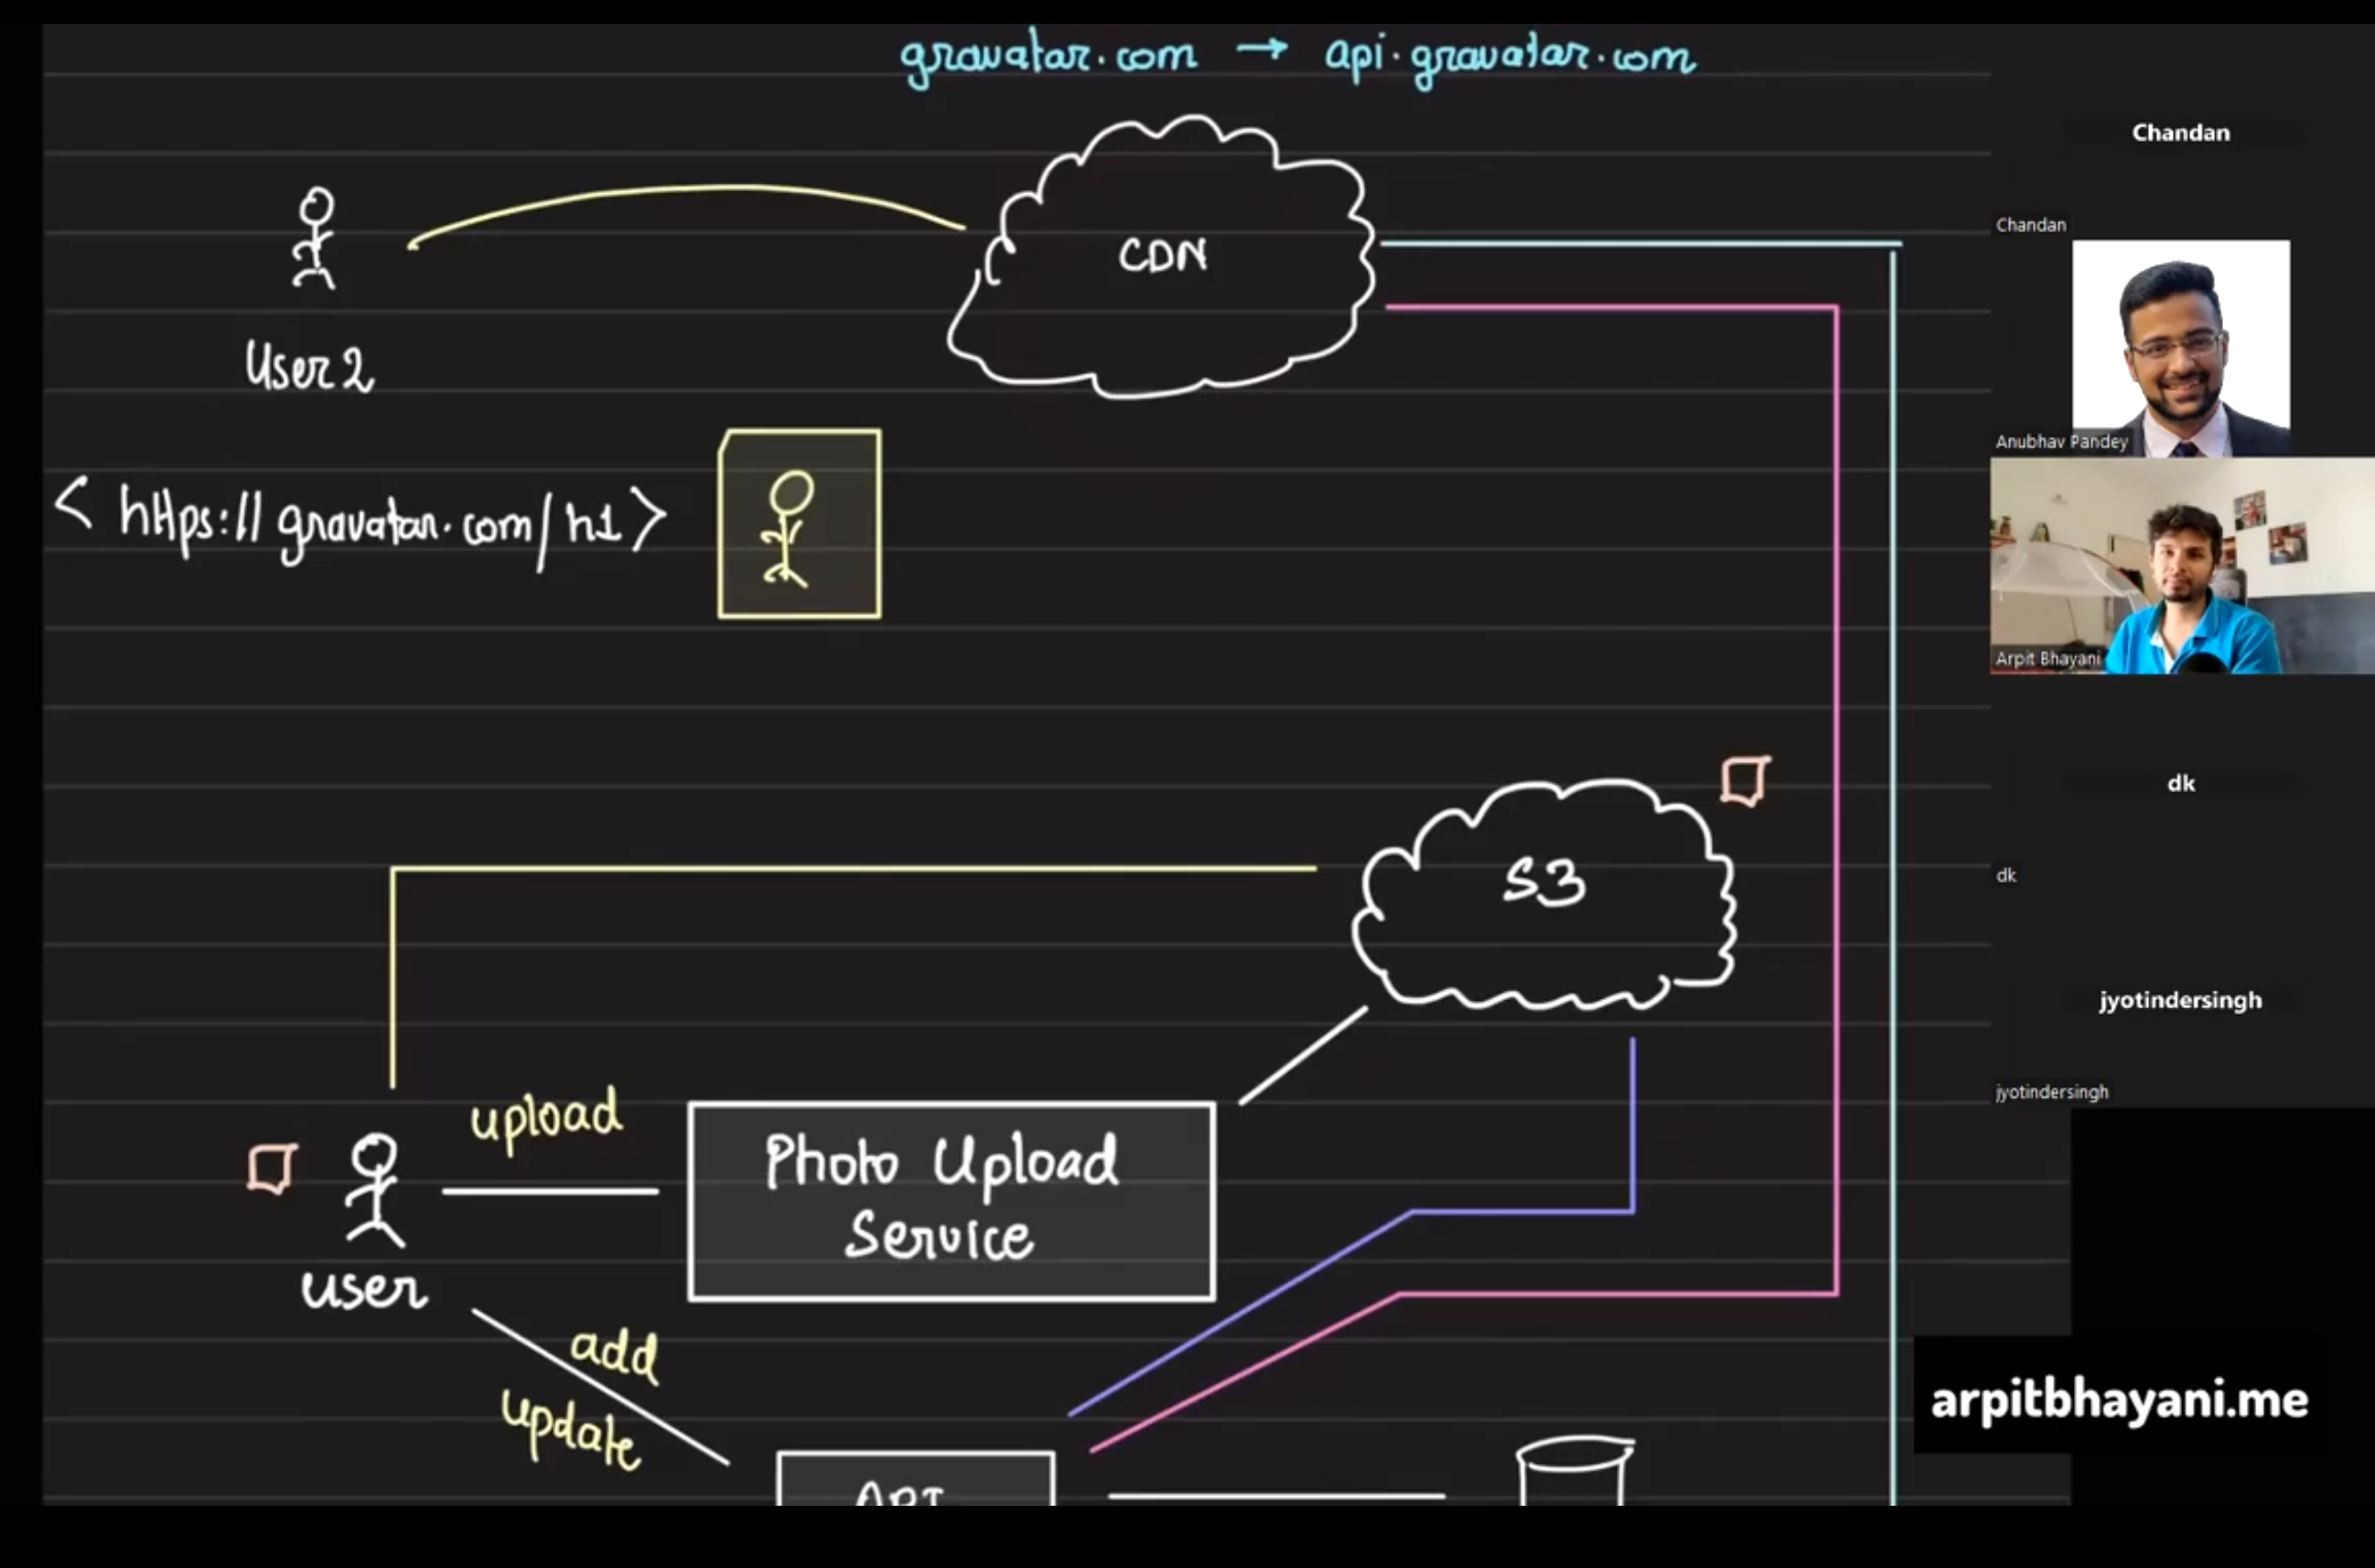 gravatar.com → api.gravatar.com
CDN
User 2
< https://gravatar.com/h1 >
S3
upload
Photo Upload
Service
user
add
update
API
Chandan
Chandan
Anubhav Pandey
Arpit Bhayani
dk
dk
jyotindersingh
jyotindersingh
arpitbhayani.me